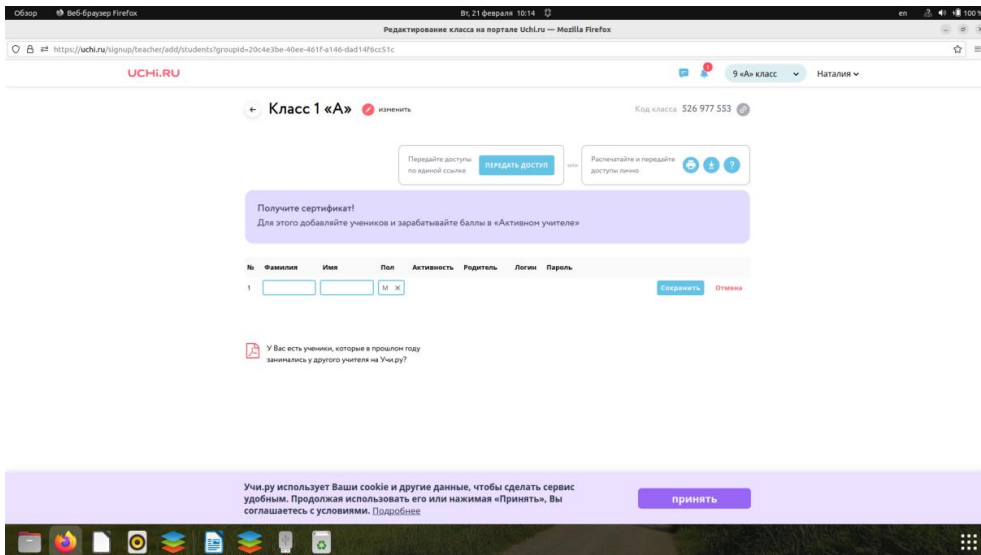 Обзор Веб-браузер Firefox Вт, 21 февраля 10:14 en 100 %
Редактирование класса на портале Uchi.ru — Mozilla Firefox
https://uchi.ru/signup/teacher/add/students?groupId=20c4e3be-40ee-461f-a146-dad14f6cc51c
UCHi.RU 1 9 «А» класс Наталия
Класс 1 «А» изменить Код класса 526 977 553
Передайте доступы
по единой ссылке
ПЕРЕДАТЬ ДОСТУП
или
Распечатайте и передайте
доступы лично
?
Получите сертификат!
Для этого добавляйте учеников и зарабатывайте баллы в «Активном учителе»
№ Фамилия Имя Пол Активность Родитель Логин Пароль
1 М Сохранить Отмена
У Вас есть ученики, которые в прошлом году
занимались у другого учителя на Учи.ру?
Учи.ру использует Ваши cookie и другие данные, чтобы сделать сервис
удобным. Продолжая использовать его или нажимая «Принять», Вы
соглашаетесь с условиями. Подробнее
ПРИНЯТЬ